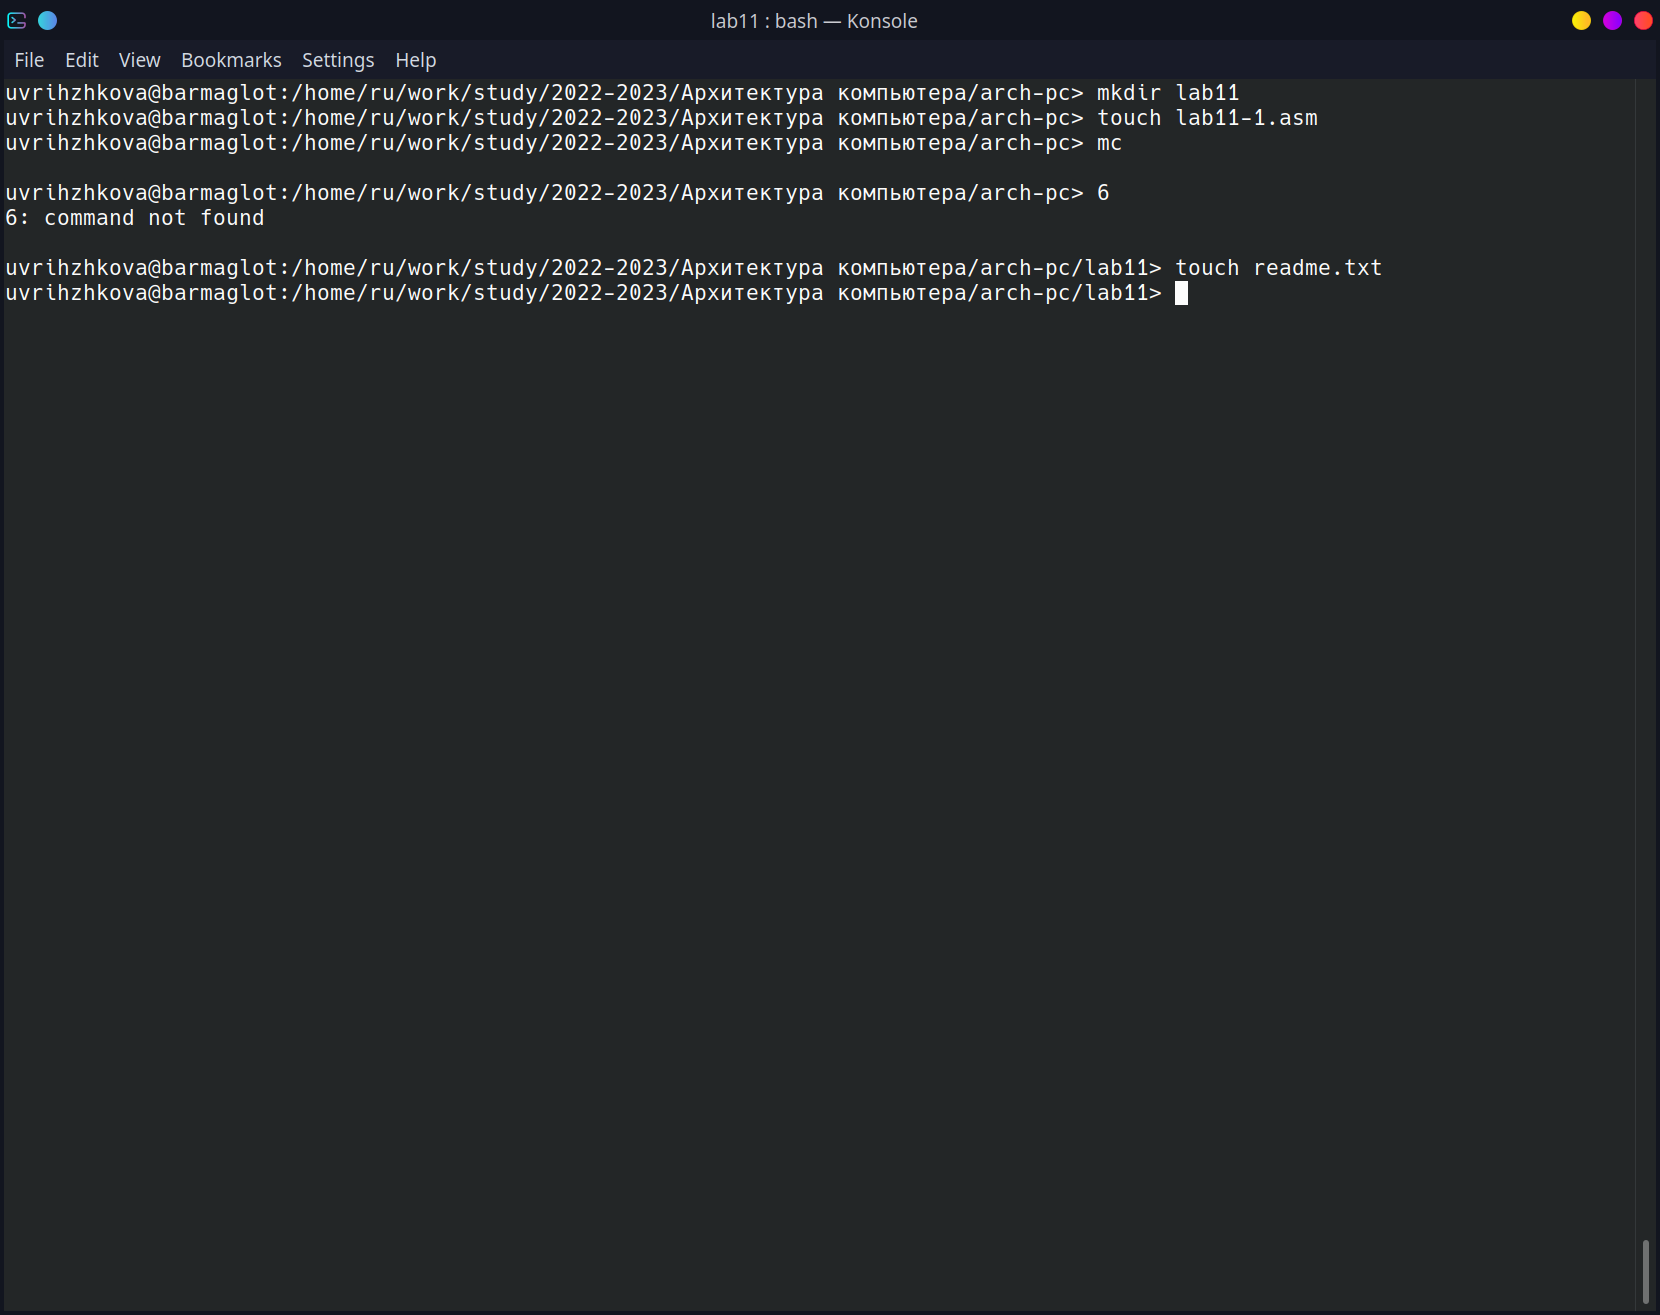 lab11 : bash — Konsole
File Edit View Bookmarks Settings Help
uvrihzhkova@barmaglot:/home/ru/work/study/2022-2023/Архитектура компьютера/arch-pc> mkdir lab11
uvrihzhkova@barmaglot:/home/ru/work/study/2022-2023/Архитектура компьютера/arch-pc> touch lab11-1.asm
uvrihzhkova@barmaglot:/home/ru/work/study/2022-2023/Архитектура компьютера/arch-pc> mc
uvrihzhkova@barmaglot:/home/ru/work/study/2022-2023/Архитектура компьютера/arch-pc> 6
6: command not found
uvrihzhkova@barmaglot:/home/ru/work/study/2022-2023/Архитектура компьютера/arch-pc/lab11> touch readme.txt
uvrihzhkova@barmaglot:/home/ru/work/study/2022-2023/Архитектура компьютера/arch-pc/lab11>